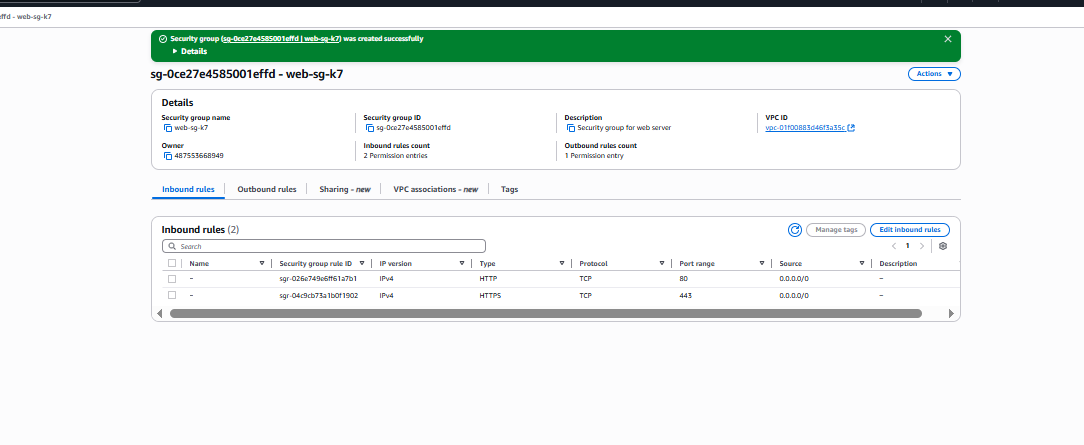 effd - web-sg-k7
Security group (sg-0ce27e4585001effd | web-sg-k7) was created successfully
Details
sg-0ce27e4585001effd - web-sg-k7
Actions
Details
Security group name
web-sg-k7
Security group ID
sg-0ce27e4585001effd
Description
Security group for web server
VPC ID
vpc-01f00883d46f3a35c
Owner
487553668949
Inbound rules count
2 Permission entries
Outbound rules count
1 Permission entry
Inbound rules Outbound rules Sharing - new VPC associations - new Tags
Inbound rules (2)
Manage tags Edit inbound rules
Search
1
Name Security group rule ID IP version Type Protocol Port range Source Description
– sgr-026e749e6ff61a7b1 IPv4 HTTP TCP 80 0.0.0.0/0 –
– sgr-04c9cb73a1b0f1902 IPv4 HTTPS TCP 443 0.0.0.0/0 –